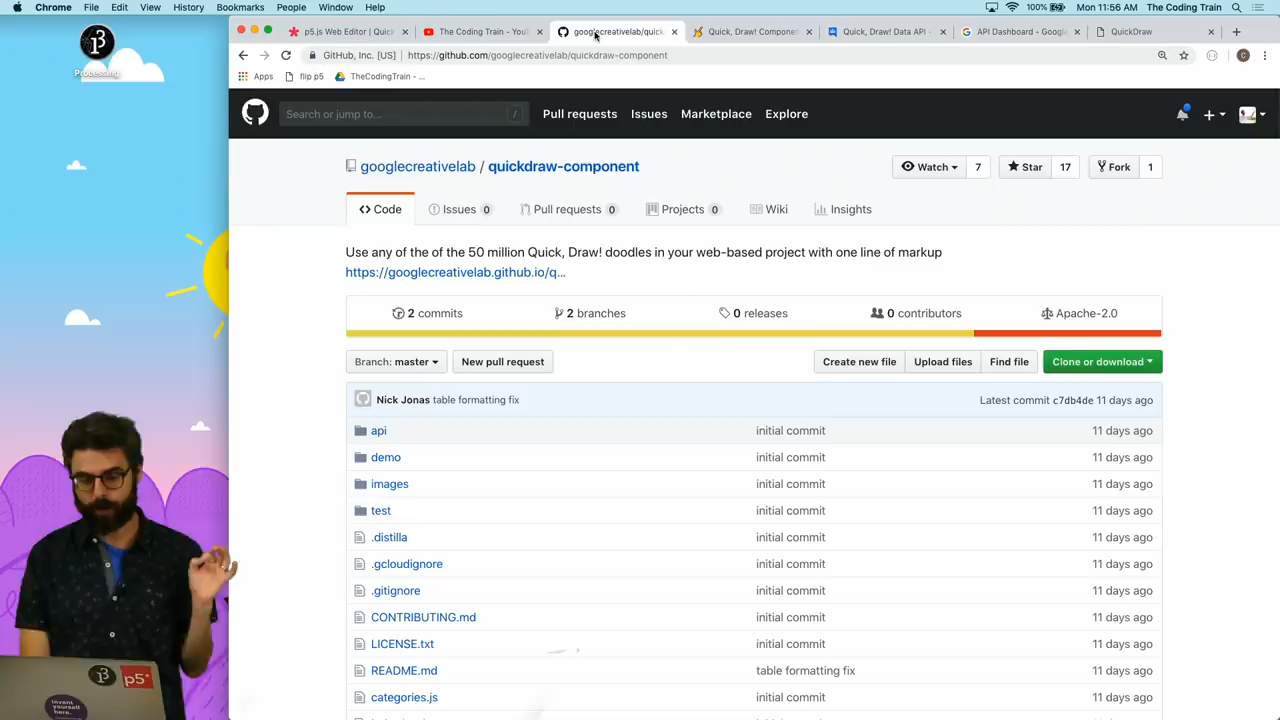 Chrome File Edit View History Bookmarks People Window Help 100% Mon 11:56 AM The Coding Train
p5.js Web Editor | Quick The Coding Train - YouT googlecreativelab/quick Quick, Draw! Componen Quick, Draw! Data API - API Dashboard - Google QuickDraw
GitHub, Inc. [US] https://github.com/googlecreativelab/quickdraw-component
Apps flip p5 TheCodingTrain - ...
Processing
Search or jump to... / Pull requests Issues Marketplace Explore
googlecreativelab / quickdraw-component Watch 7 Star 17 Fork 1
Code Issues 0 Pull requests 0 Projects 0 Wiki Insights
Use any of the of the 50 million Quick, Draw! doodles in your web-based project with one line of markup
https://googlecreativelab.github.io/q...
2 commits 2 branches 0 releases 0 contributors Apache-2.0
Branch: master New pull request Create new file Upload files Find file Clone or download
Nick Jonas table formatting fix Latest commit c7db4de 11 days ago
api initial commit 11 days ago
demo initial commit 11 days ago
images initial commit 11 days ago
test initial commit 11 days ago
.distilla initial commit 11 days ago
.gcloudignore initial commit 11 days ago
.gitignore initial commit 11 days ago
CONTRIBUTING.md initial commit 11 days ago
LICENSE.txt initial commit 11 days ago
README.md table formatting fix 11 days ago
categories.js initial commit 11 days ago
p5*
invent
yourself
here.